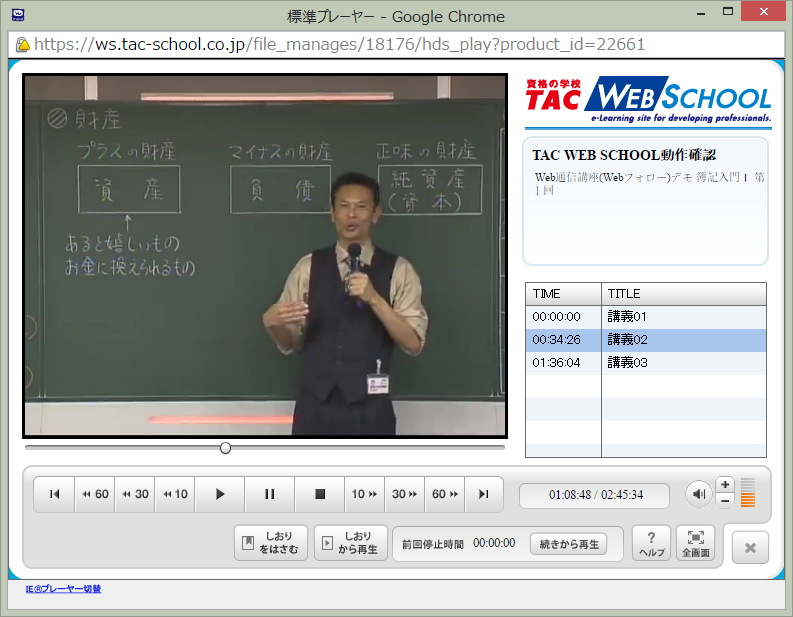 標準プレーヤー - Google Chrome
https://ws.tac-school.co.jp/file_manages/18176/hds_play?product_id=22661
財産
プラスの財産 マイナスの財産 正味の財産
資 産 負 債 純資産
(資本)
↑
あると嬉しいもの
お金に換えられるもの
資格の学校
TAC WEB SCHOOL
e-Learning site for developing professionals.
TAC WEB SCHOOL動作確認
Web通信講座(Webフォロー)デモ 簿記入門Ⅰ 第
1回
TIME TITLE
00:00:00 講義01
00:34:26 講義02
01:36:04 講義03
60 30 10 10 30 60
01:08:48 / 02:45:34
+
−
しおり
をはさむ
しおり
から再生
前回停止時間 00:00:00 続きから再生
?
ヘルプ
全画面
×
IE®プレーヤー切替